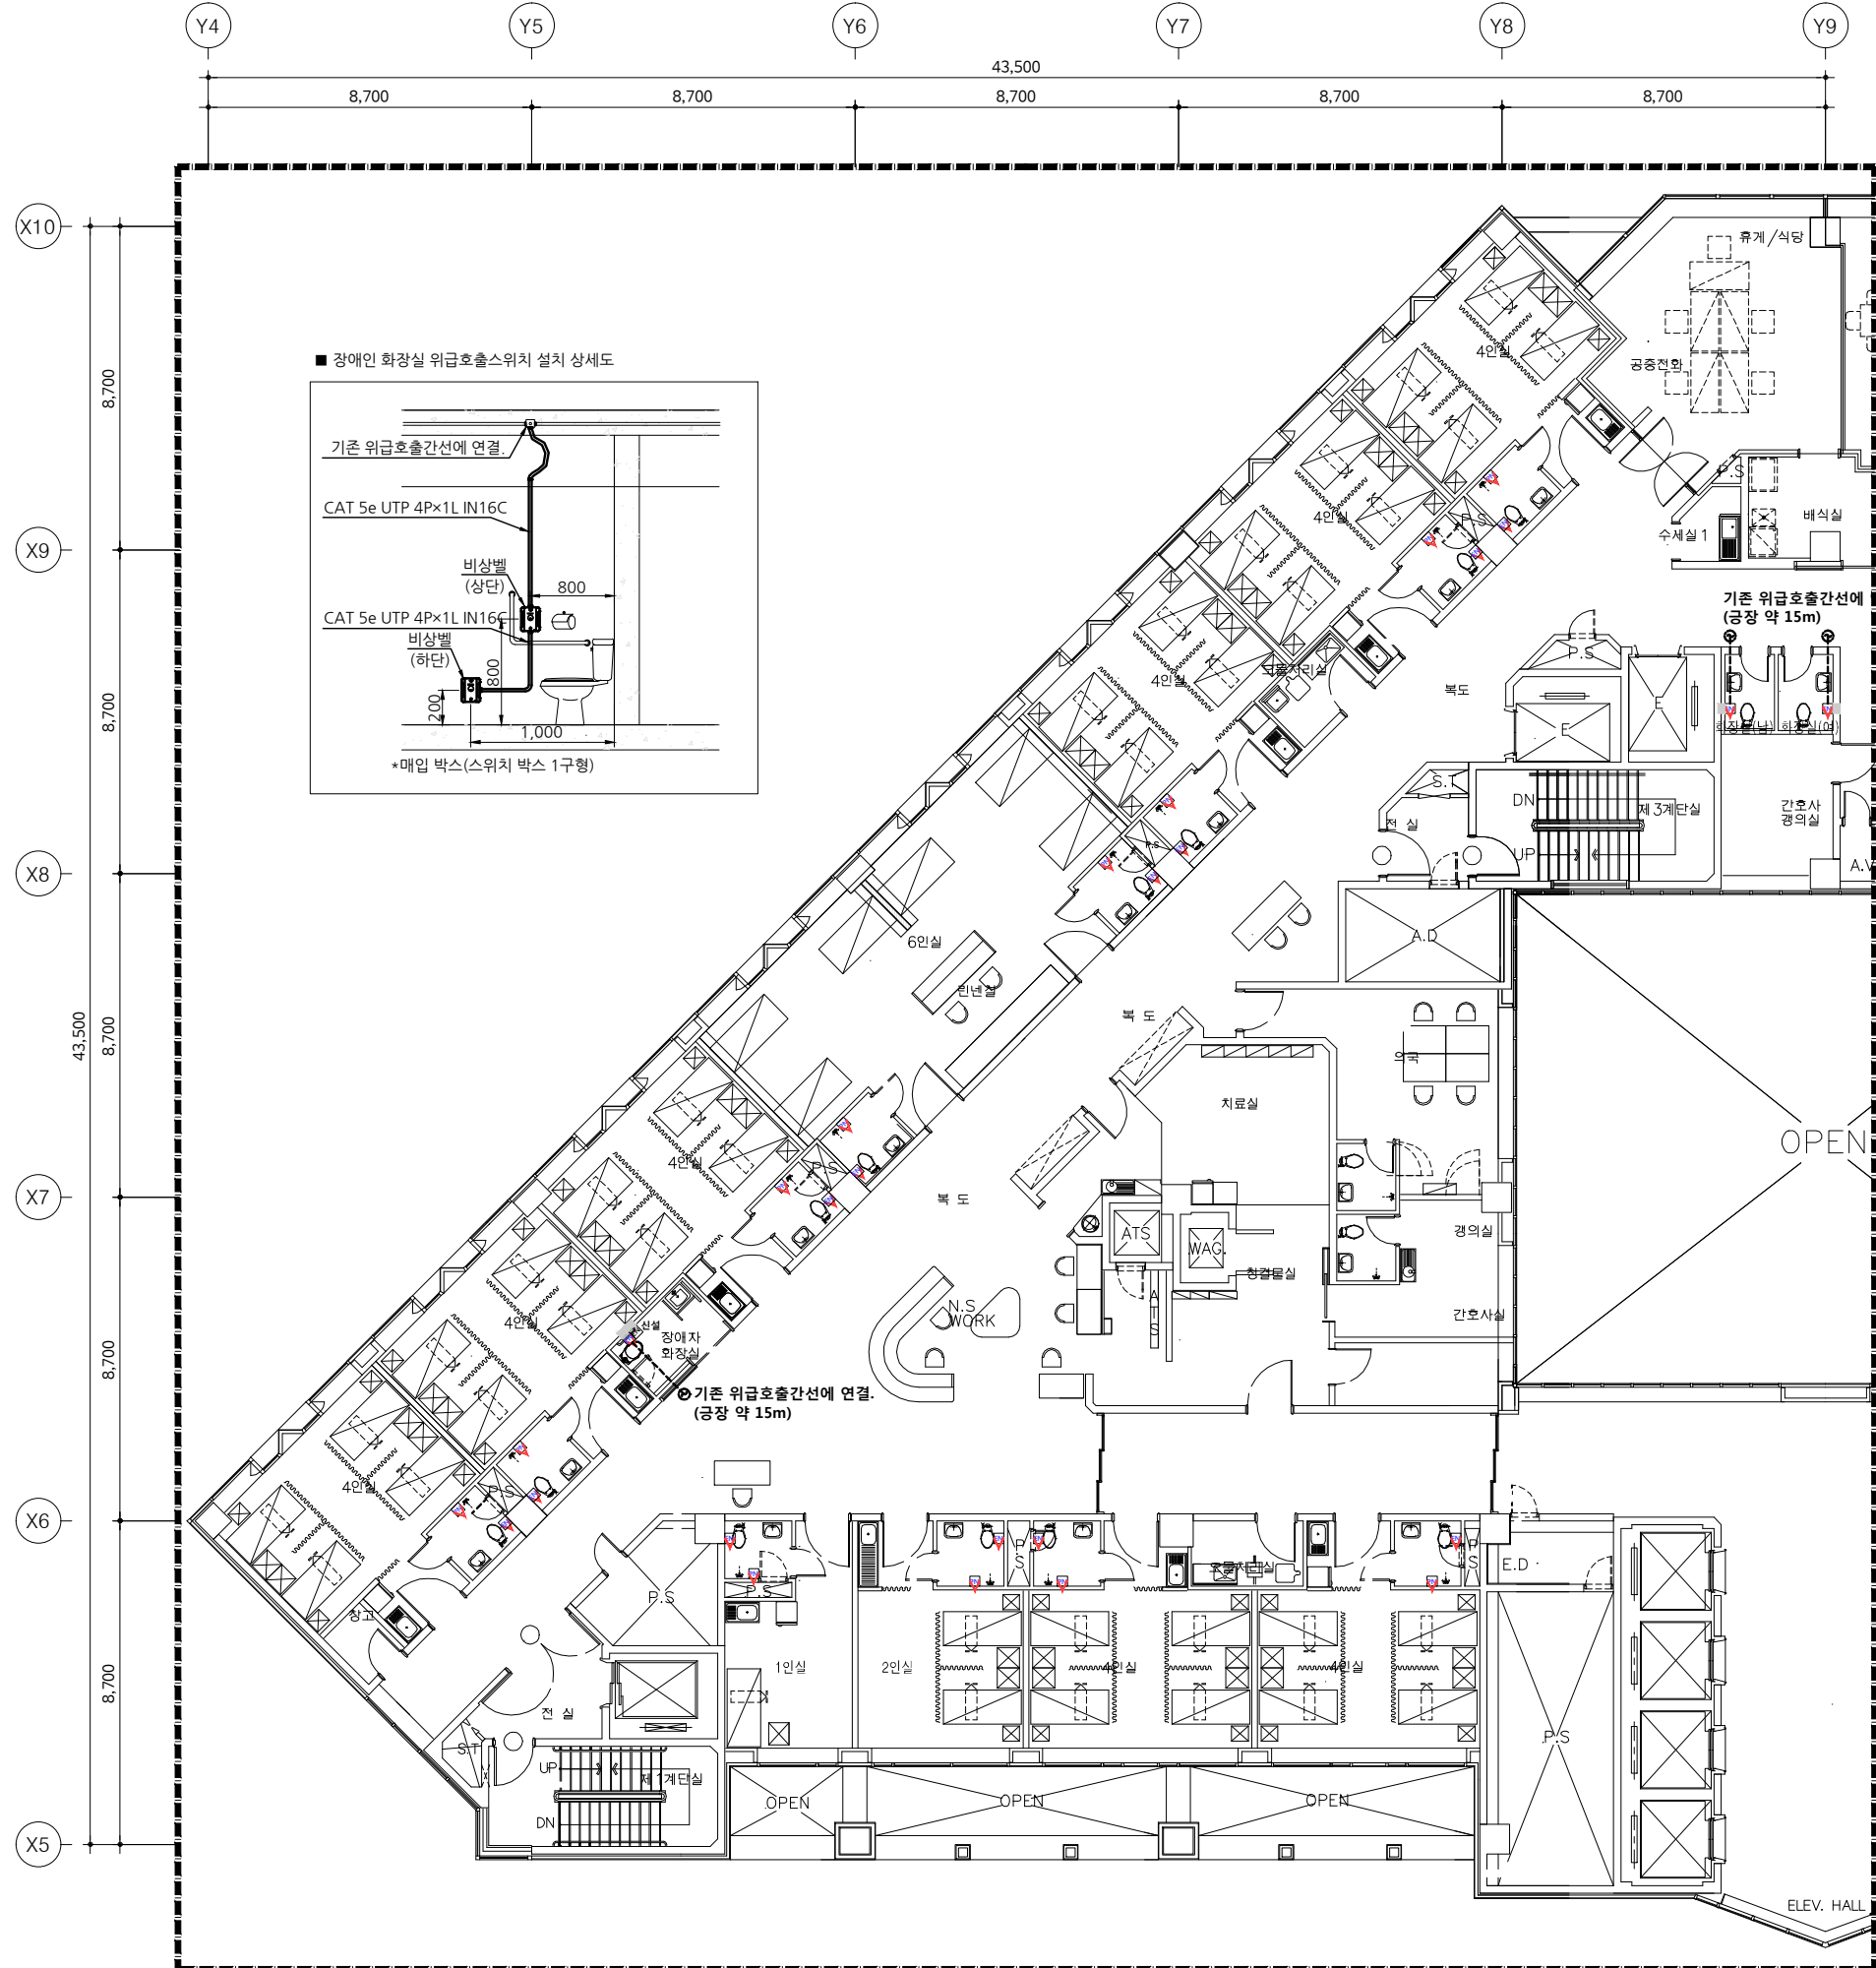 Y4 Y5 Y6 Y7 Y8 Y9
43,500
8,700 8,700 8,700 8,700 8,700
X10
X9
X8
X7
X6
X5
43,500
8,700
8,700
8,700
8,700
8,700
■ 장애인 화장실 위급호출스위치 설치 상세도
기존 위급호출간선에 연결.
CAT 5e UTP 4P×1L IN16C
비상벨
(상단)
800
CAT 5e UTP 4P×1L IN16C
비상벨
(하단)
800
200
1,000
*매입 박스(스위치 박스 1구형)
휴게/식당
4인실
공중전화
P.S
4인실
P.S
수세실 1
배식실
기존 위급호출간선에
(긍장 약 15m)
P.S
4인실
오물처리실
복도
E
E
화장실(남)
화장실(여)
S.T
DN
제 3계단실
간호사
갱의실
전 실
UP
P.S
A.V
6인실
A.D
린넨실
복 도
의국
치료실
OPEN
4인실
P.S
복 도
ATS
WAG.
갱의실
청결물실
ATS
N.S
WORK
간호사실
4인실
신설
장애자
화장실
기존 위급호출간선에 연결.
(긍장 약 15m)
4인실
P.S
P.S
P.S
오물처리실
P.S
E.D
P.S
P.S
창고
1인실
2인실
4인실
4인실
전 실
S.T
P.S
UP
제 1계단실
OPEN
OPEN
OPEN
DN
ELEV. HALL